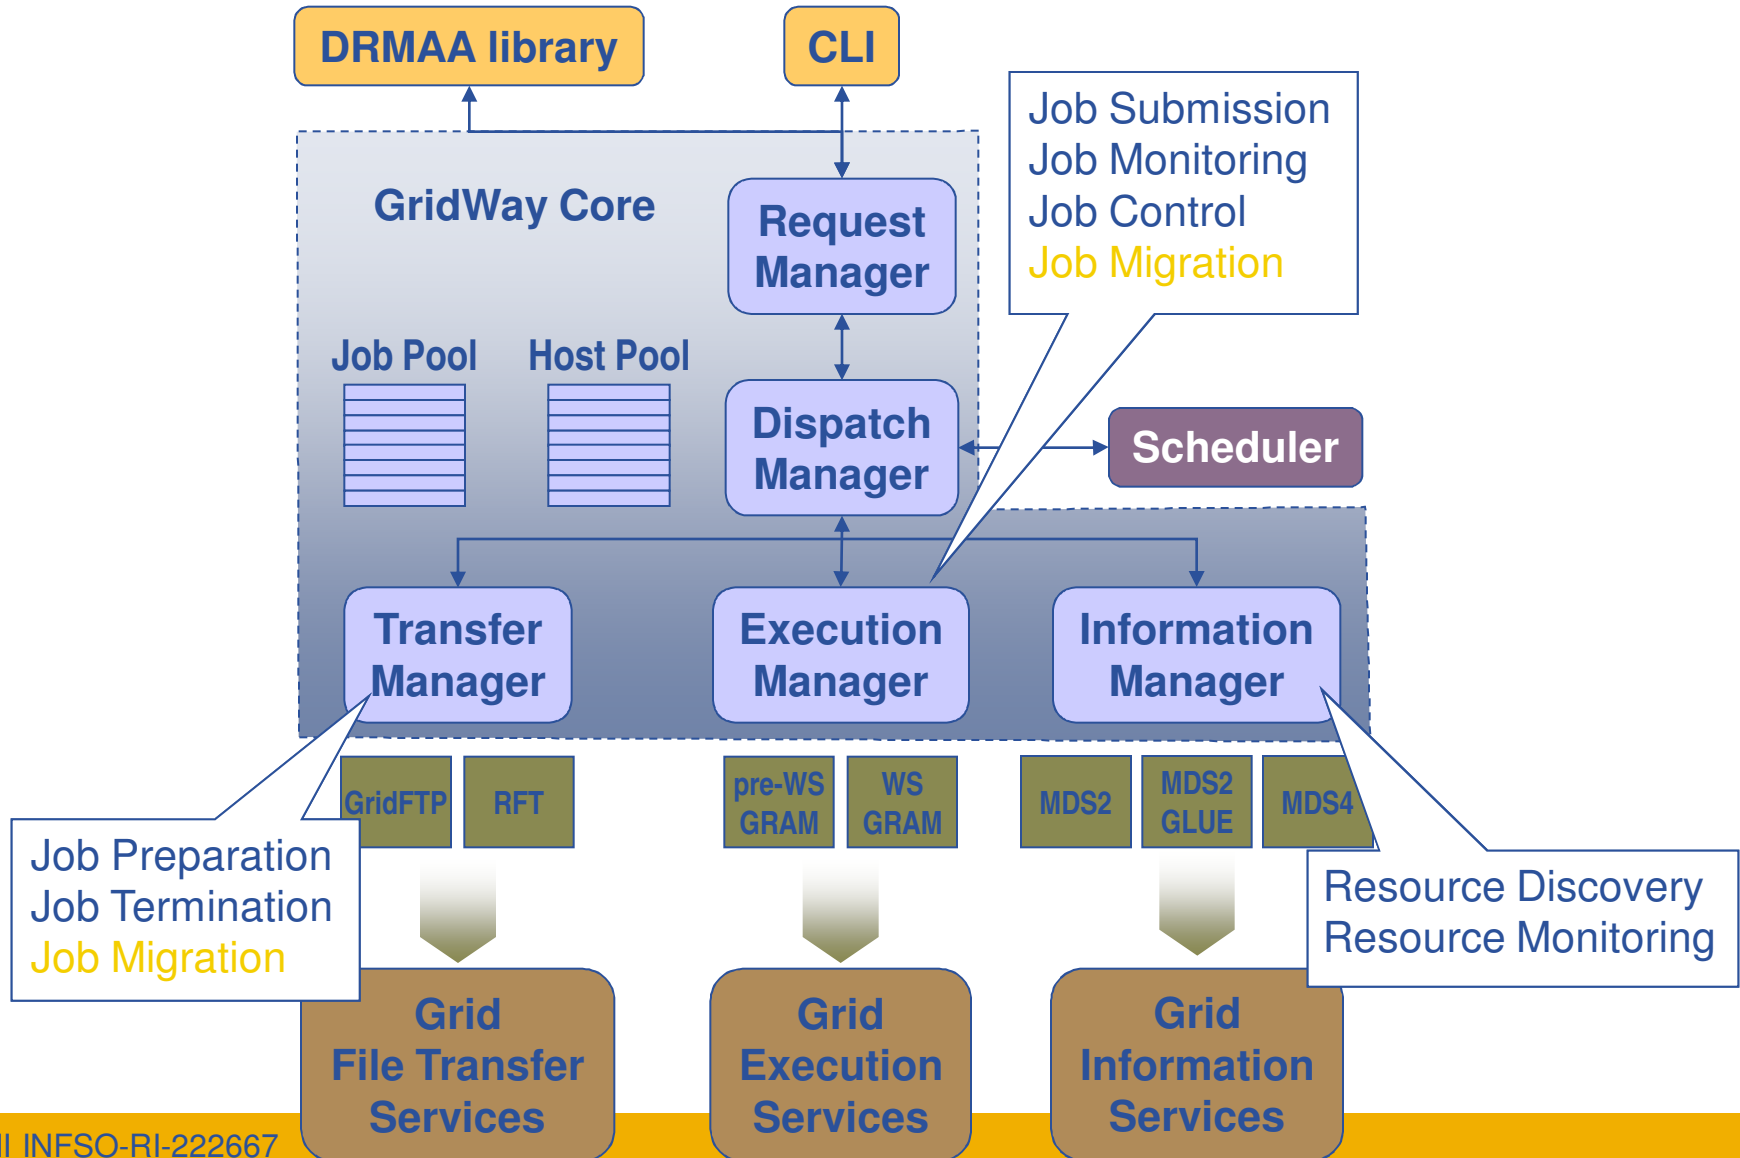 DRMAA library
CLI
Job Submission
Job Monitoring
Job Control
Job Migration
GridWay Core
Request
Manager
Job Pool
Host Pool
Dispatch
Manager
Scheduler
Transfer
Manager
Execution
Manager
Information
Manager
GridFTP
RFT
pre-WS
GRAM
WS
GRAM
MDS2
MDS2
GLUE
MDS4
Job Preparation
Job Termination
Job Migration
Resource Discovery
Resource Monitoring
Grid
File Transfer
Services
Grid
Execution
Services
Grid
Information
Services
INFSO-RI-222667